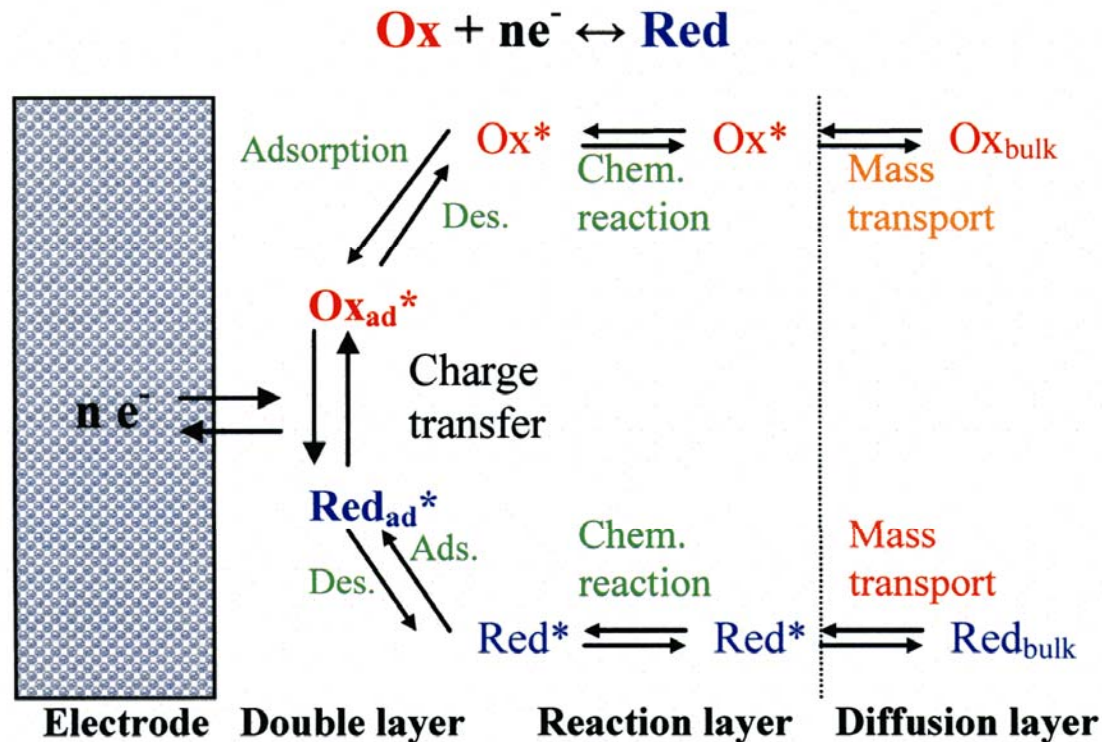 Ox + ne⁻ ↔ Red
Adsorption
Ox*
Ox*
Ox_bulk
Des.
Chem.
reaction
Mass
transport
Ox_ad*
n e⁻
Charge
transfer
Red_ad*
Des.
Ads.
Chem.
reaction
Mass
transport
Red*
Red*
Red_bulk
Electrode Double layer Reaction layer Diffusion layer